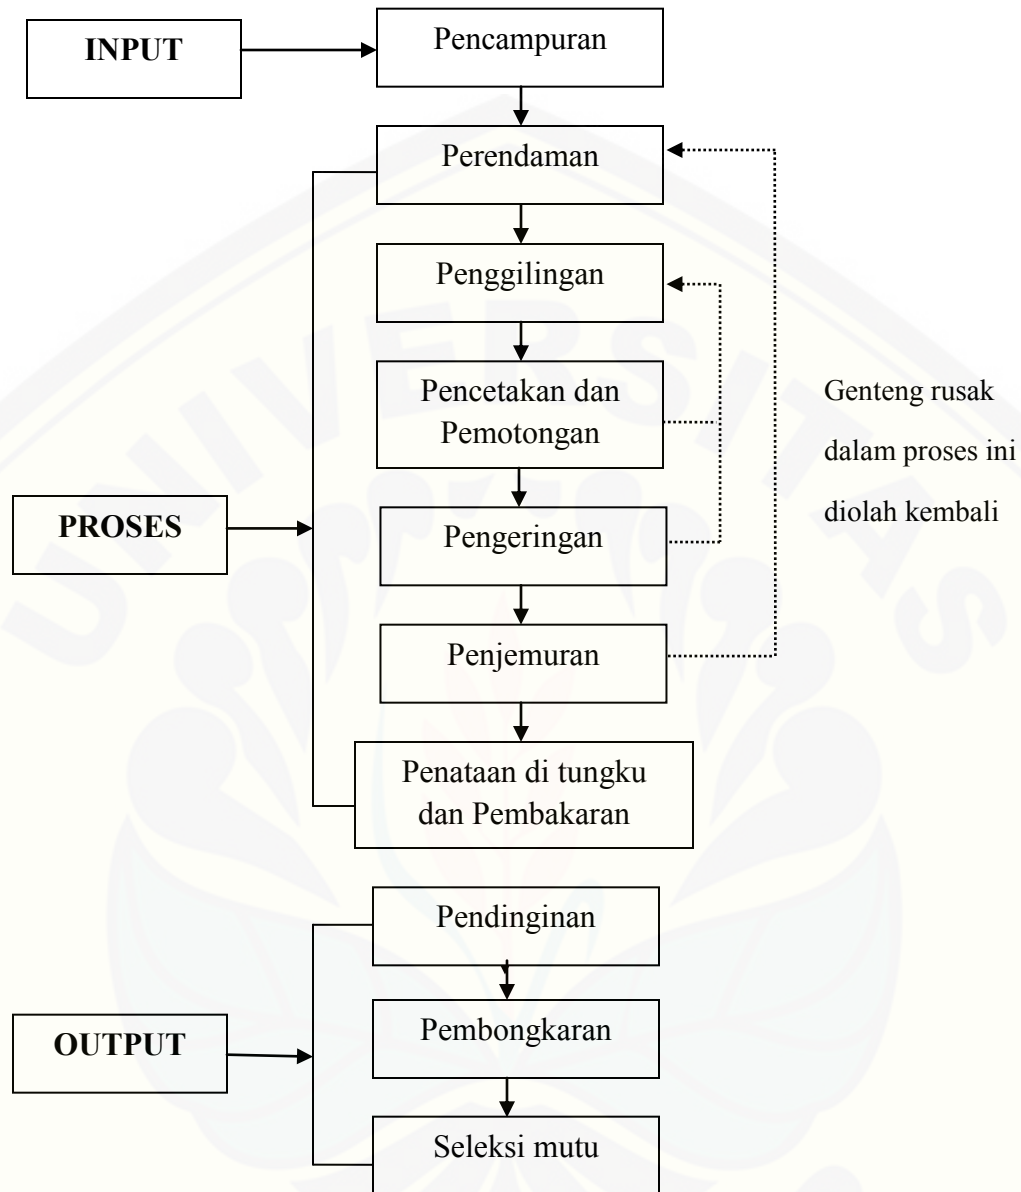 INPUT
Pencampuran
Perendaman
Penggilingan
Pencetakan dan
Pemotongan
Genteng rusak
dalam proses ini
diolah kembali
PROSES
Pengeringan
Penjemuran
Penataan di tungku
dan Pembakaran
Pendinginan
OUTPUT
Pembongkaran
Seleksi mutu
UNIVERSITAS